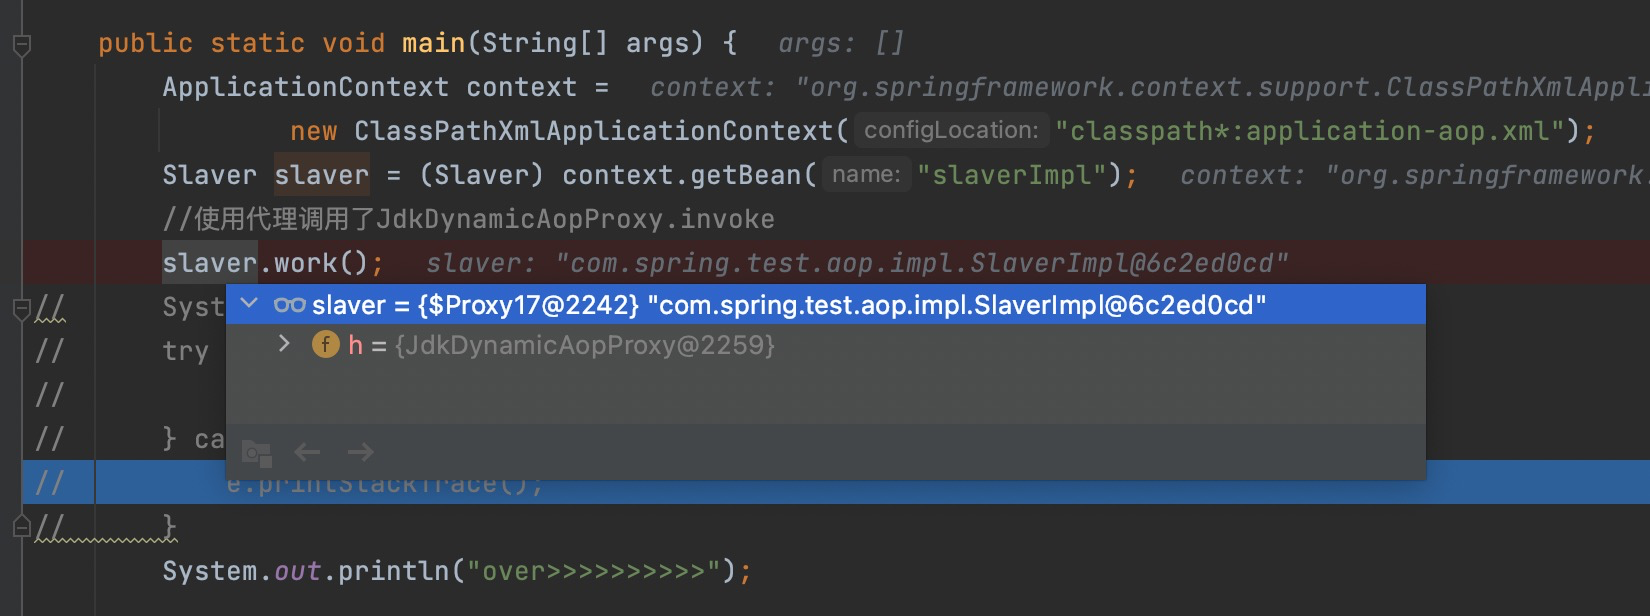 public static void main(String[] args) {  args: []
ApplicationContext context =   context: "org.springframework.context.support.ClassPathXmlAppli
new ClassPathXmlApplicationContext( configLocation: "classpath*:application-aop.xml");
Slaver slaver = (Slaver) context.getBean( name: "slaverImpl");  context: "org.springframework.
//使用代理调用了JdkDynamicAopProxy.invoke
slaver.work();  slaver: "com.spring.test.aop.impl.SlaverImpl@6c2ed0cd"
// Syst
slaver = {$Proxy17@2242} "com.spring.test.aop.impl.SlaverImpl@6c2ed0cd"
// try
f h = {JdkDynamicAopProxy@2259}
//
// } ca
// e.printStackTrace();
// }
System.out.println("over>>>>>>>>>>");